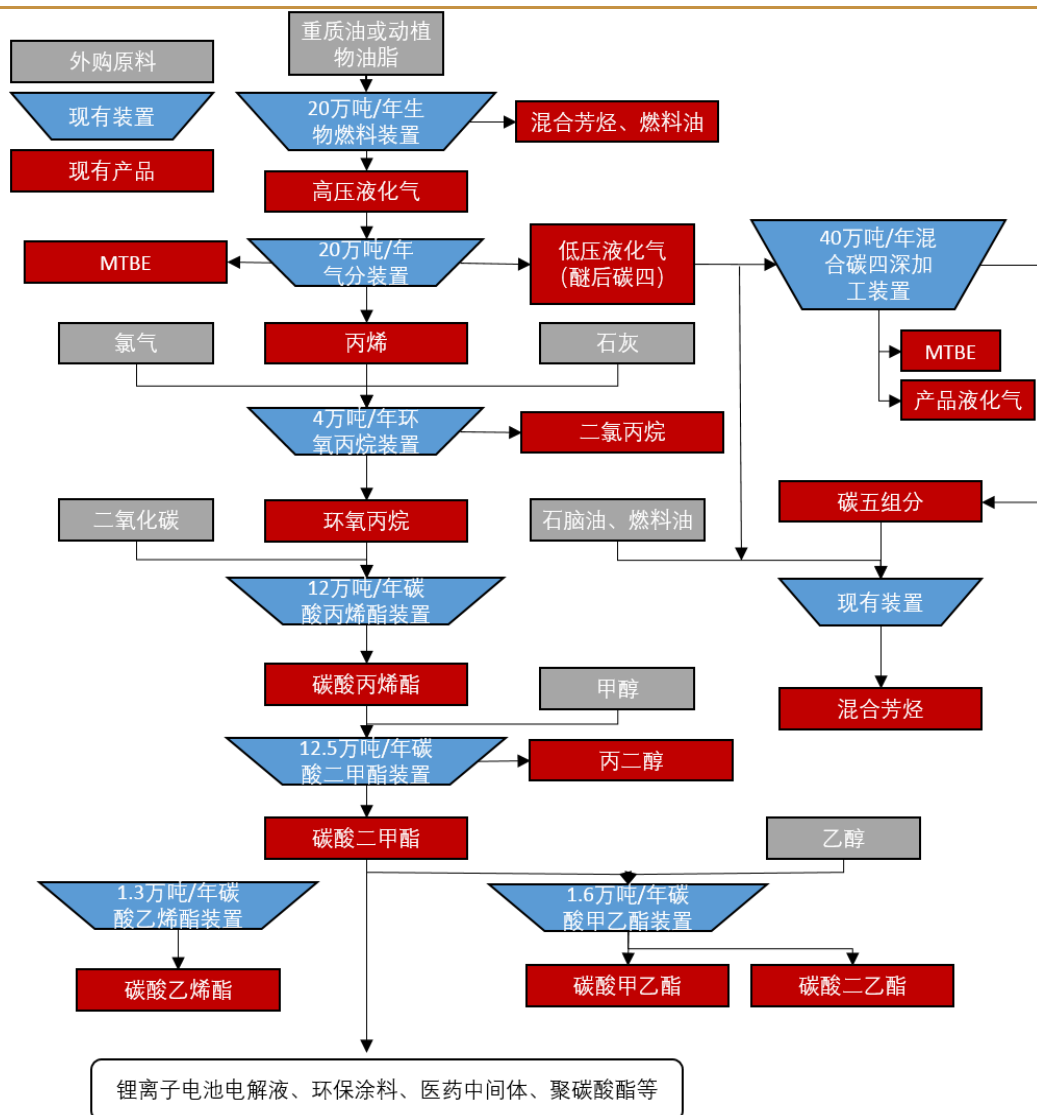 重质油或动植
物油脂
外购原料
现有装置
现有产品
20万吨/年生
物燃料装置
混合芳烃、燃料油
高压液化气
MTBE
20万吨/年
气分装置
低压液化气
（醚后碳四）
40万吨/年混
合碳四深加
工装置
氯气
丙烯
石灰
MTBE
产品液化气
4万吨/年环
氧丙烷装置
二氯丙烷
二氧化碳
环氧丙烷
石脑油、燃料油
碳五组分
12万吨/年碳
酸丙烯酯装置
现有装置
碳酸丙烯酯
甲醇
混合芳烃
12.5万吨/年碳
酸二甲酯装置
丙二醇
碳酸二甲酯
乙醇
1.3万吨/年碳
酸乙烯酯装置
1.6万吨/年碳
酸甲乙酯装置
碳酸乙烯酯
碳酸甲乙酯
碳酸二乙酯
锂离子电池电解液、环保涂料、医药中间体、聚碳酸酯等